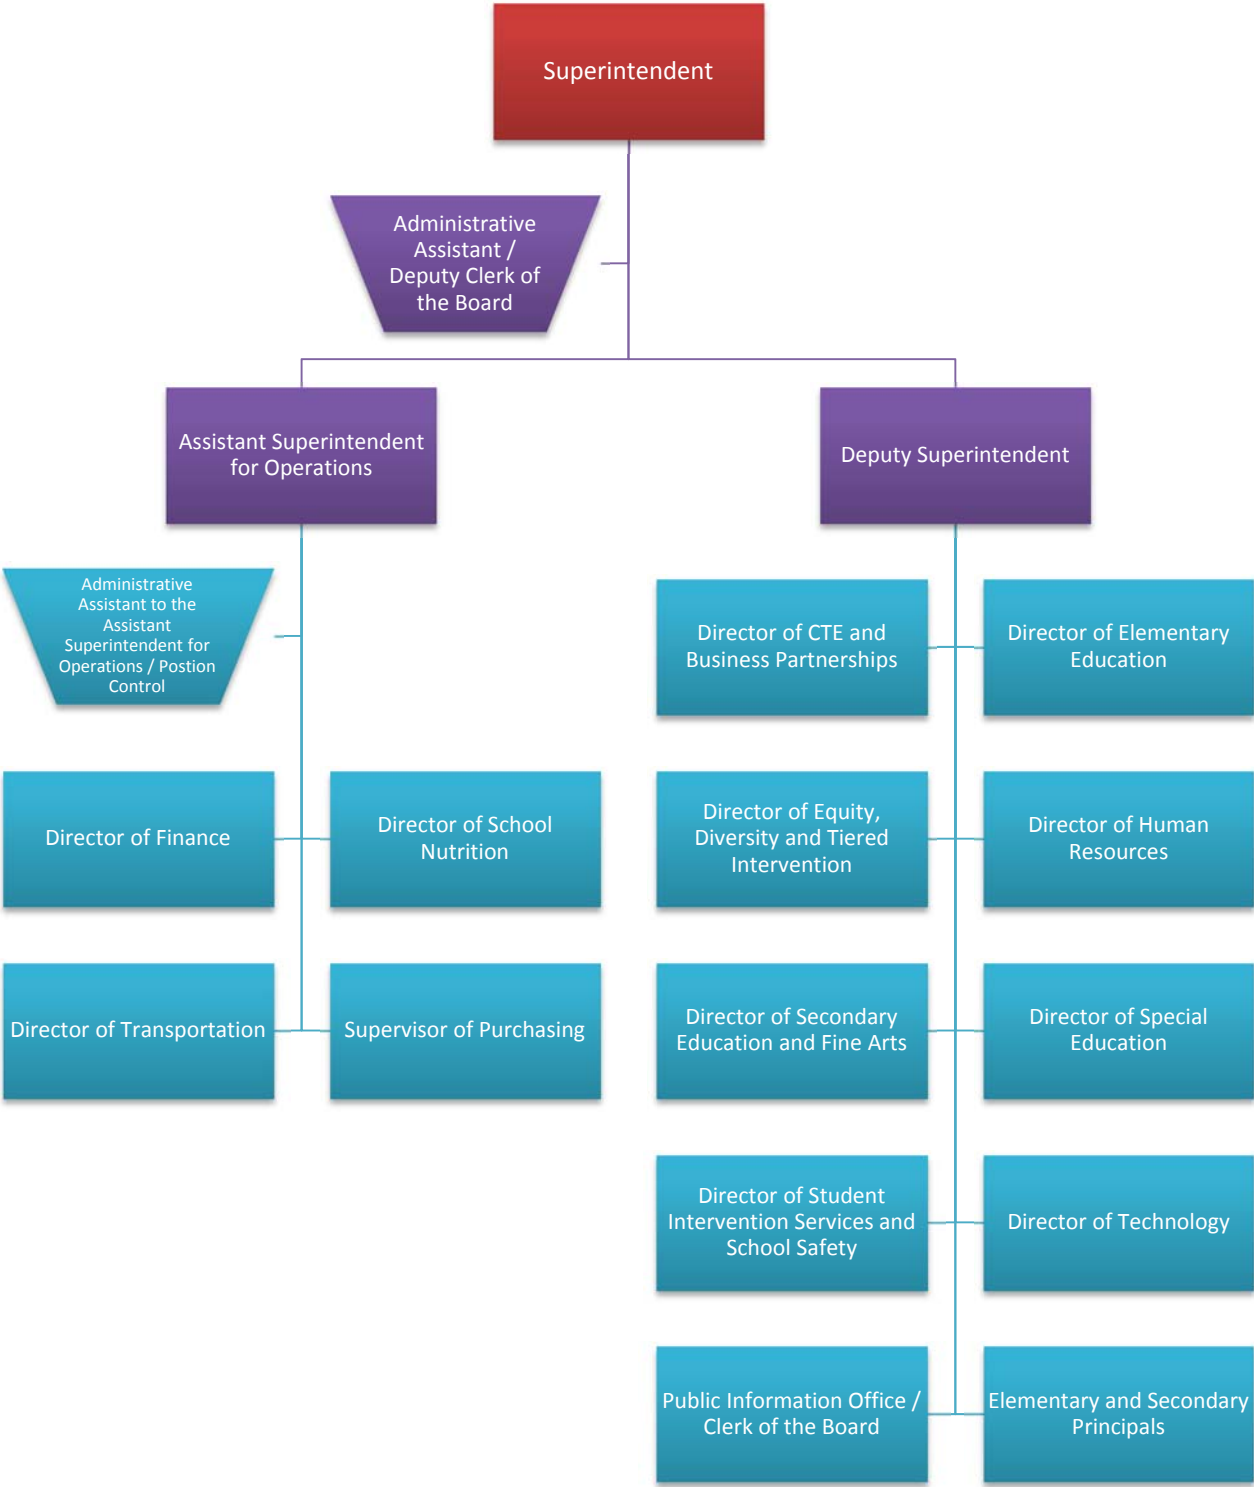 Superintendent
Administrative
Assistant /
Deputy Clerk of
the Board
Assistant Superintendent
for Operations
Deputy Superintendent
Administrative
Assistant to the
Assistant
Superintendent for
Operations / Postion
Control
Director of Finance
Director of School
Nutrition
Director of Transportation
Supervisor of Purchasing
Director of CTE and
Business Partnerships
Director of Elementary
Education
Director of Equity,
Diversity and Tiered
Intervention
Director of Human
Resources
Director of Secondary
Education and Fine Arts
Director of Special
Education
Director of Student
Intervention Services and
School Safety
Director of Technology
Public Information Office /
Clerk of the Board
Elementary and Secondary
Principals